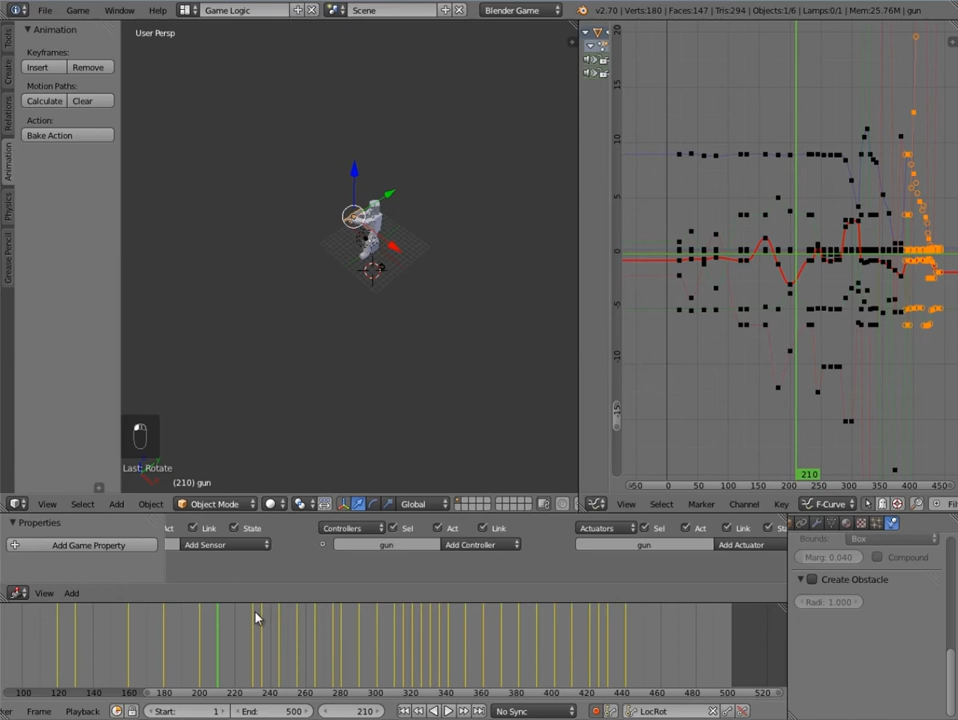 File Game Window Help Game Logic Scene Blender Game v2.70 | Verts:180 | Faces:147 | Tris:294 | Objects:1/6 | Lamps:0/1 | Mem:25.76M | gun
Tools
Create
Relations
Animation
Physics
Grease Pencil
Animation
Keyframes:
Insert Remove
Motion Paths:
Calculate Clear
Action:
Bake Action
User Persp
Last: Rotate
(210) gun
20
15
10
5
0
-5
-10
-15
210
-50 0 50 100 150 200 250 300 350 400 450
View Select Add Object Object Mode Global
View Select Marker Channel Key F-Curve Fil
Properties
Add Game Property
Link State
Add Sensor
Controllers Sel Act Link
gun Add Controller
Actuators Sel Act Link
gun Add Actuator
Bounds: Box
Marg: 0.040 Compound
Create Obstacle
Radi: 1.000
View Add
100 120 140 160 180 200 220 240 260 280 300 320 340 360 380 400 420 440 460 480 500 520
Frame Playback Start: 1 End: 500 210 No Sync LocRot